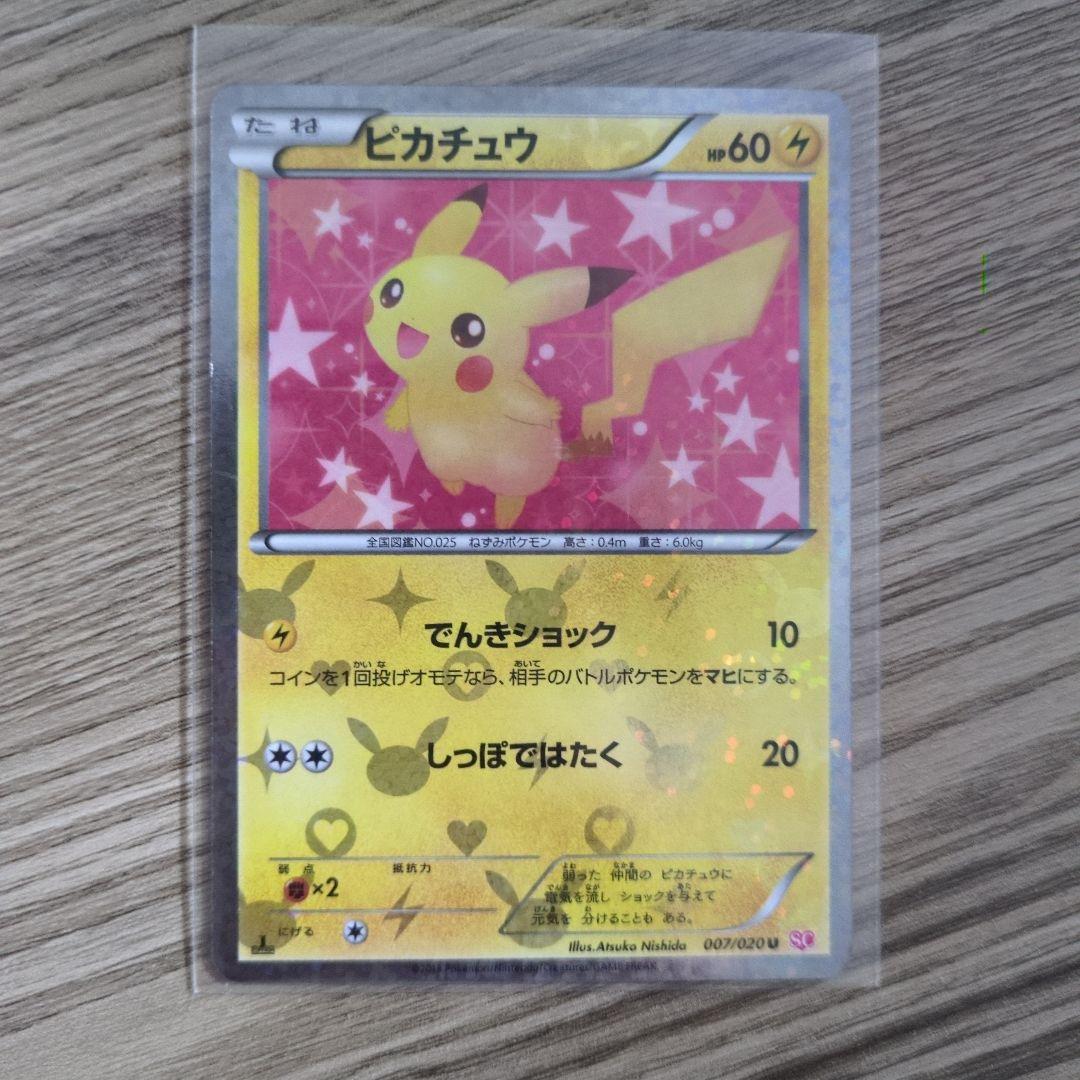 たね
ピカチュウ
HP60
全国図鑑NO.025 ねずみポケモン 高さ：0.4m 重さ：6.0kg
でんきショック 10
コインを1回投げオモテなら、相手のバトルポケモンをマヒにする。
しっぽではたく 20
弱点 抵抗力
×2
弱った 仲間の ピカチュウに
電気を流し ショックを与えて
元気を 分けることも ある。
にげる
Illus.Atsuko Nishida 007/020 U SC
Pokémon/Nintendo/Creatures/GAME FREAK.